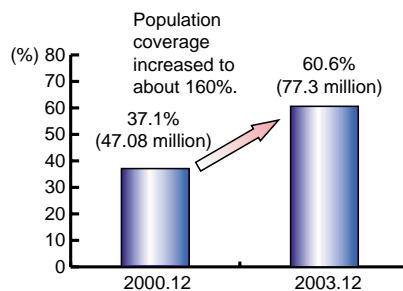 Population
coverage
increased to
about 160%.
(%)
80
70
60
50
40
30
20
10
0
37.1%
(47.08 million)
60.6%
(77.3 million)
2000.12
2003.12